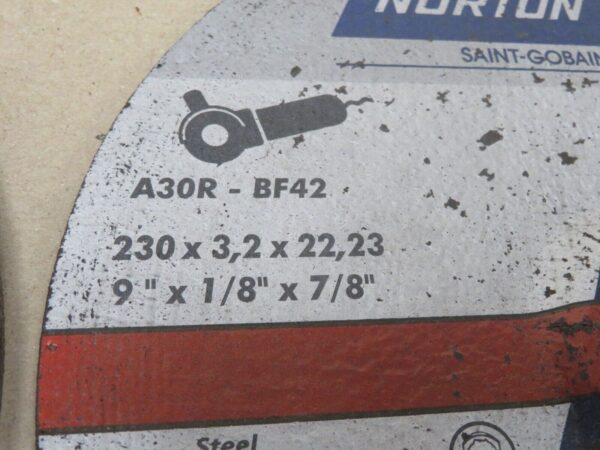 NORTON
SAINT-GOBAIN
A30R - BF42
230 x 3,2 x 22,23
9 " x 1/8" x 7/8"
Steel